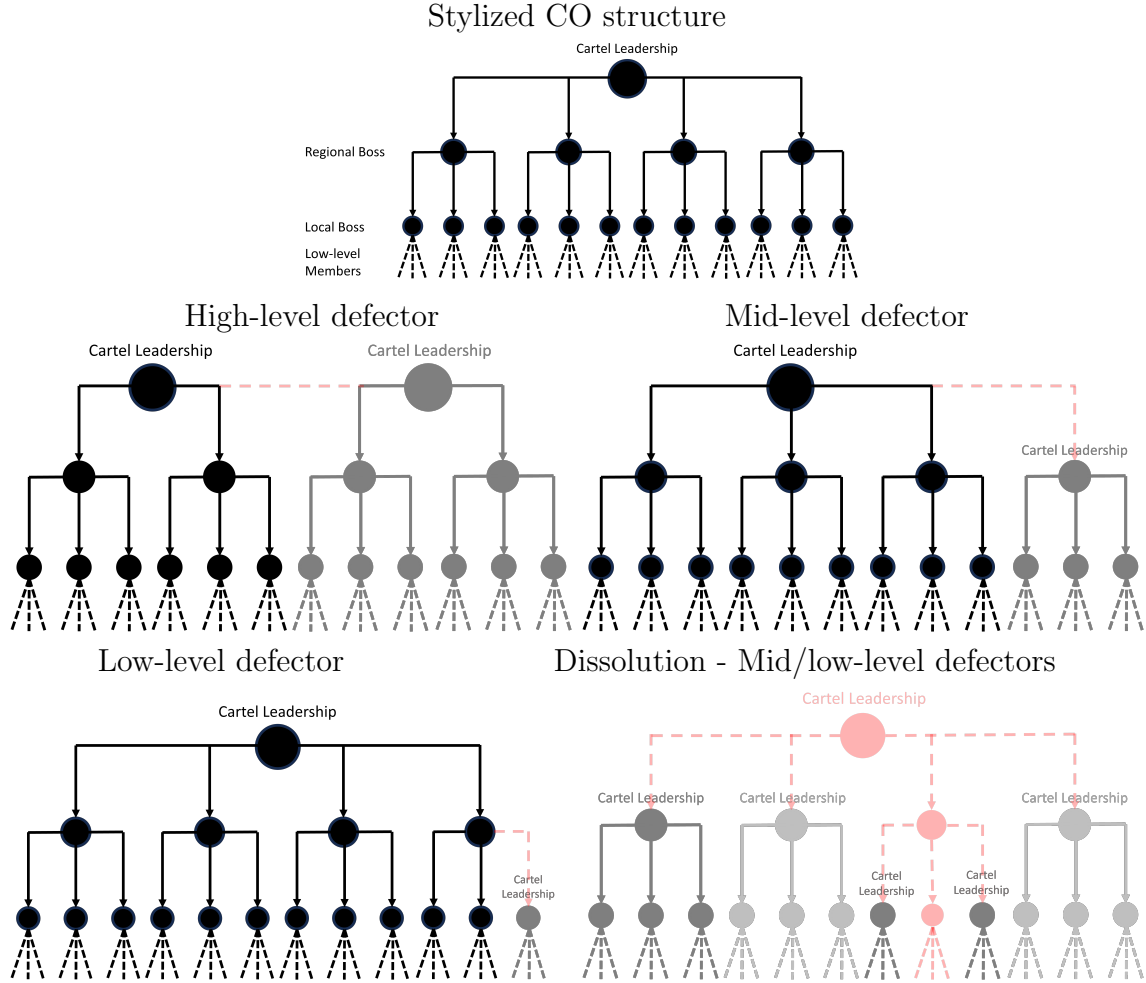 Stylized CO structure
Cartel Leadership
Regional Boss
Local Boss
Low-level
Members
High-level defector
Mid-level defector
Cartel Leadership
Cartel Leadership
Cartel Leadership
Cartel Leadership
Low-level defector
Dissolution - Mid/low-level defectors
Cartel Leadership
Cartel
Leadership
Cartel Leadership
Cartel Leadership
Cartel Leadership
Cartel Leadership
Cartel
Leadership
Cartel
Leadership